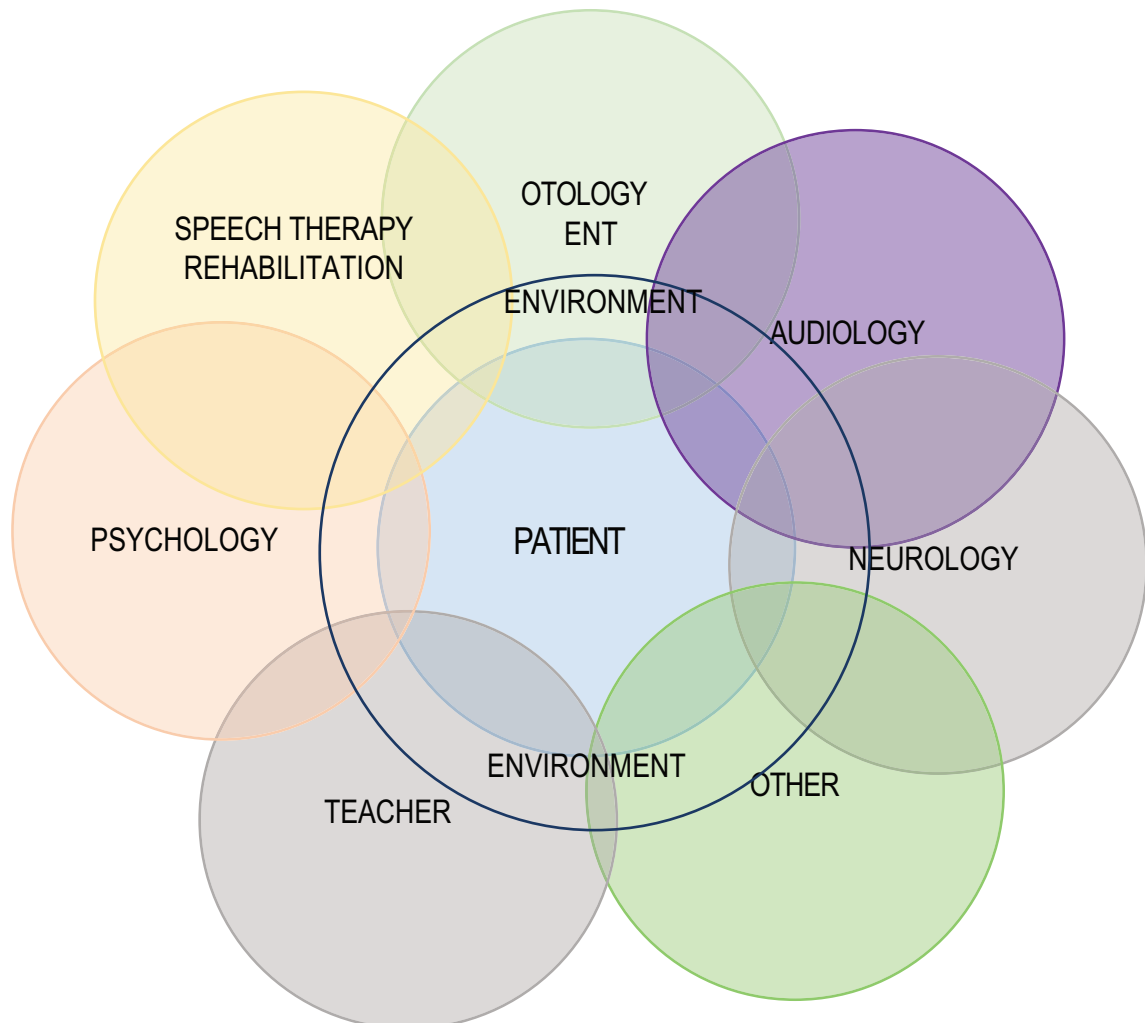 OTOLOGY
ENT
SPEECH THERAPY
REHABILITATION
ENVIRONMENT
AUDIOLOGY
PSYCHOLOGY
PATIENT
NEUROLOGY
ENVIRONMENT
OTHER
TEACHER